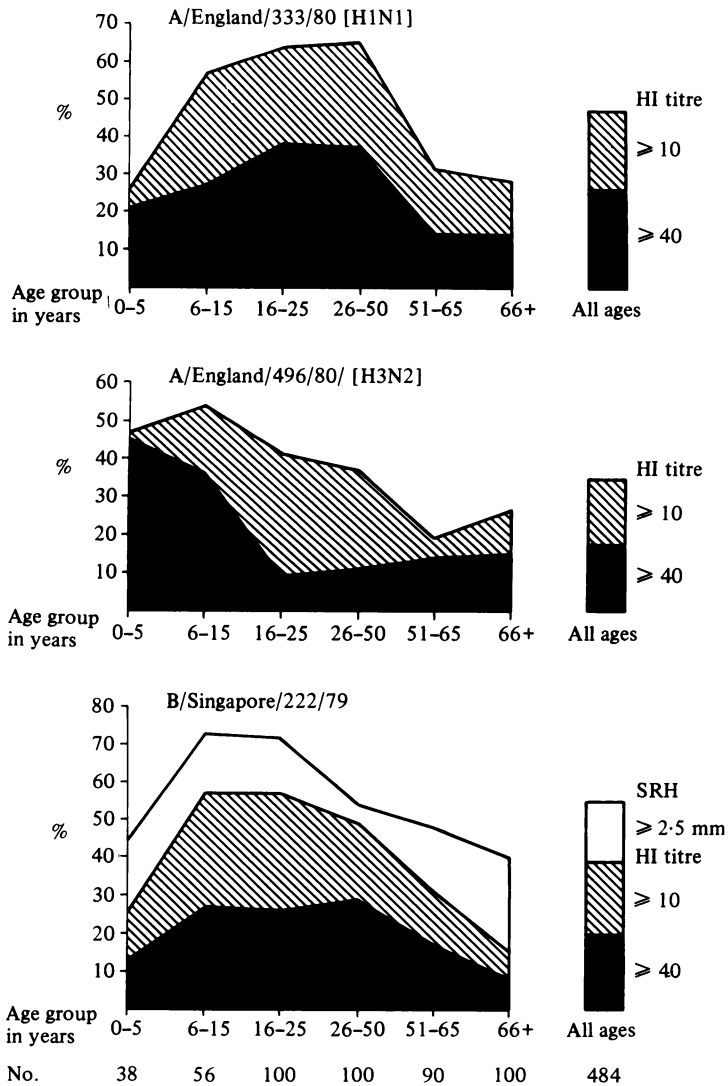 A/England/333/80 [H1N1]
70
60
50
%
40
30
20
10
HI titre
⩾ 10
⩾ 40
Age group
in years
0–5 6–15 16–25 26–50 51–65 66+ All ages
A/England/496/80/ [H3N2]
60
50
%
40
30
20
10
HI titre
⩾ 10
⩾ 40
Age group
in years
0–5 6–15 16–25 26–50 51–65 66+ All ages
B/Singapore/222/79
80
70
60
50
%
40
30
20
10
SRH
⩾ 2·5 mm
HI titre
⩾ 10
⩾ 40
Age group
in years
0–5 6–15 16–25 26–50 51–65 66+ All ages
No. 38 56 100 100 90 100 484